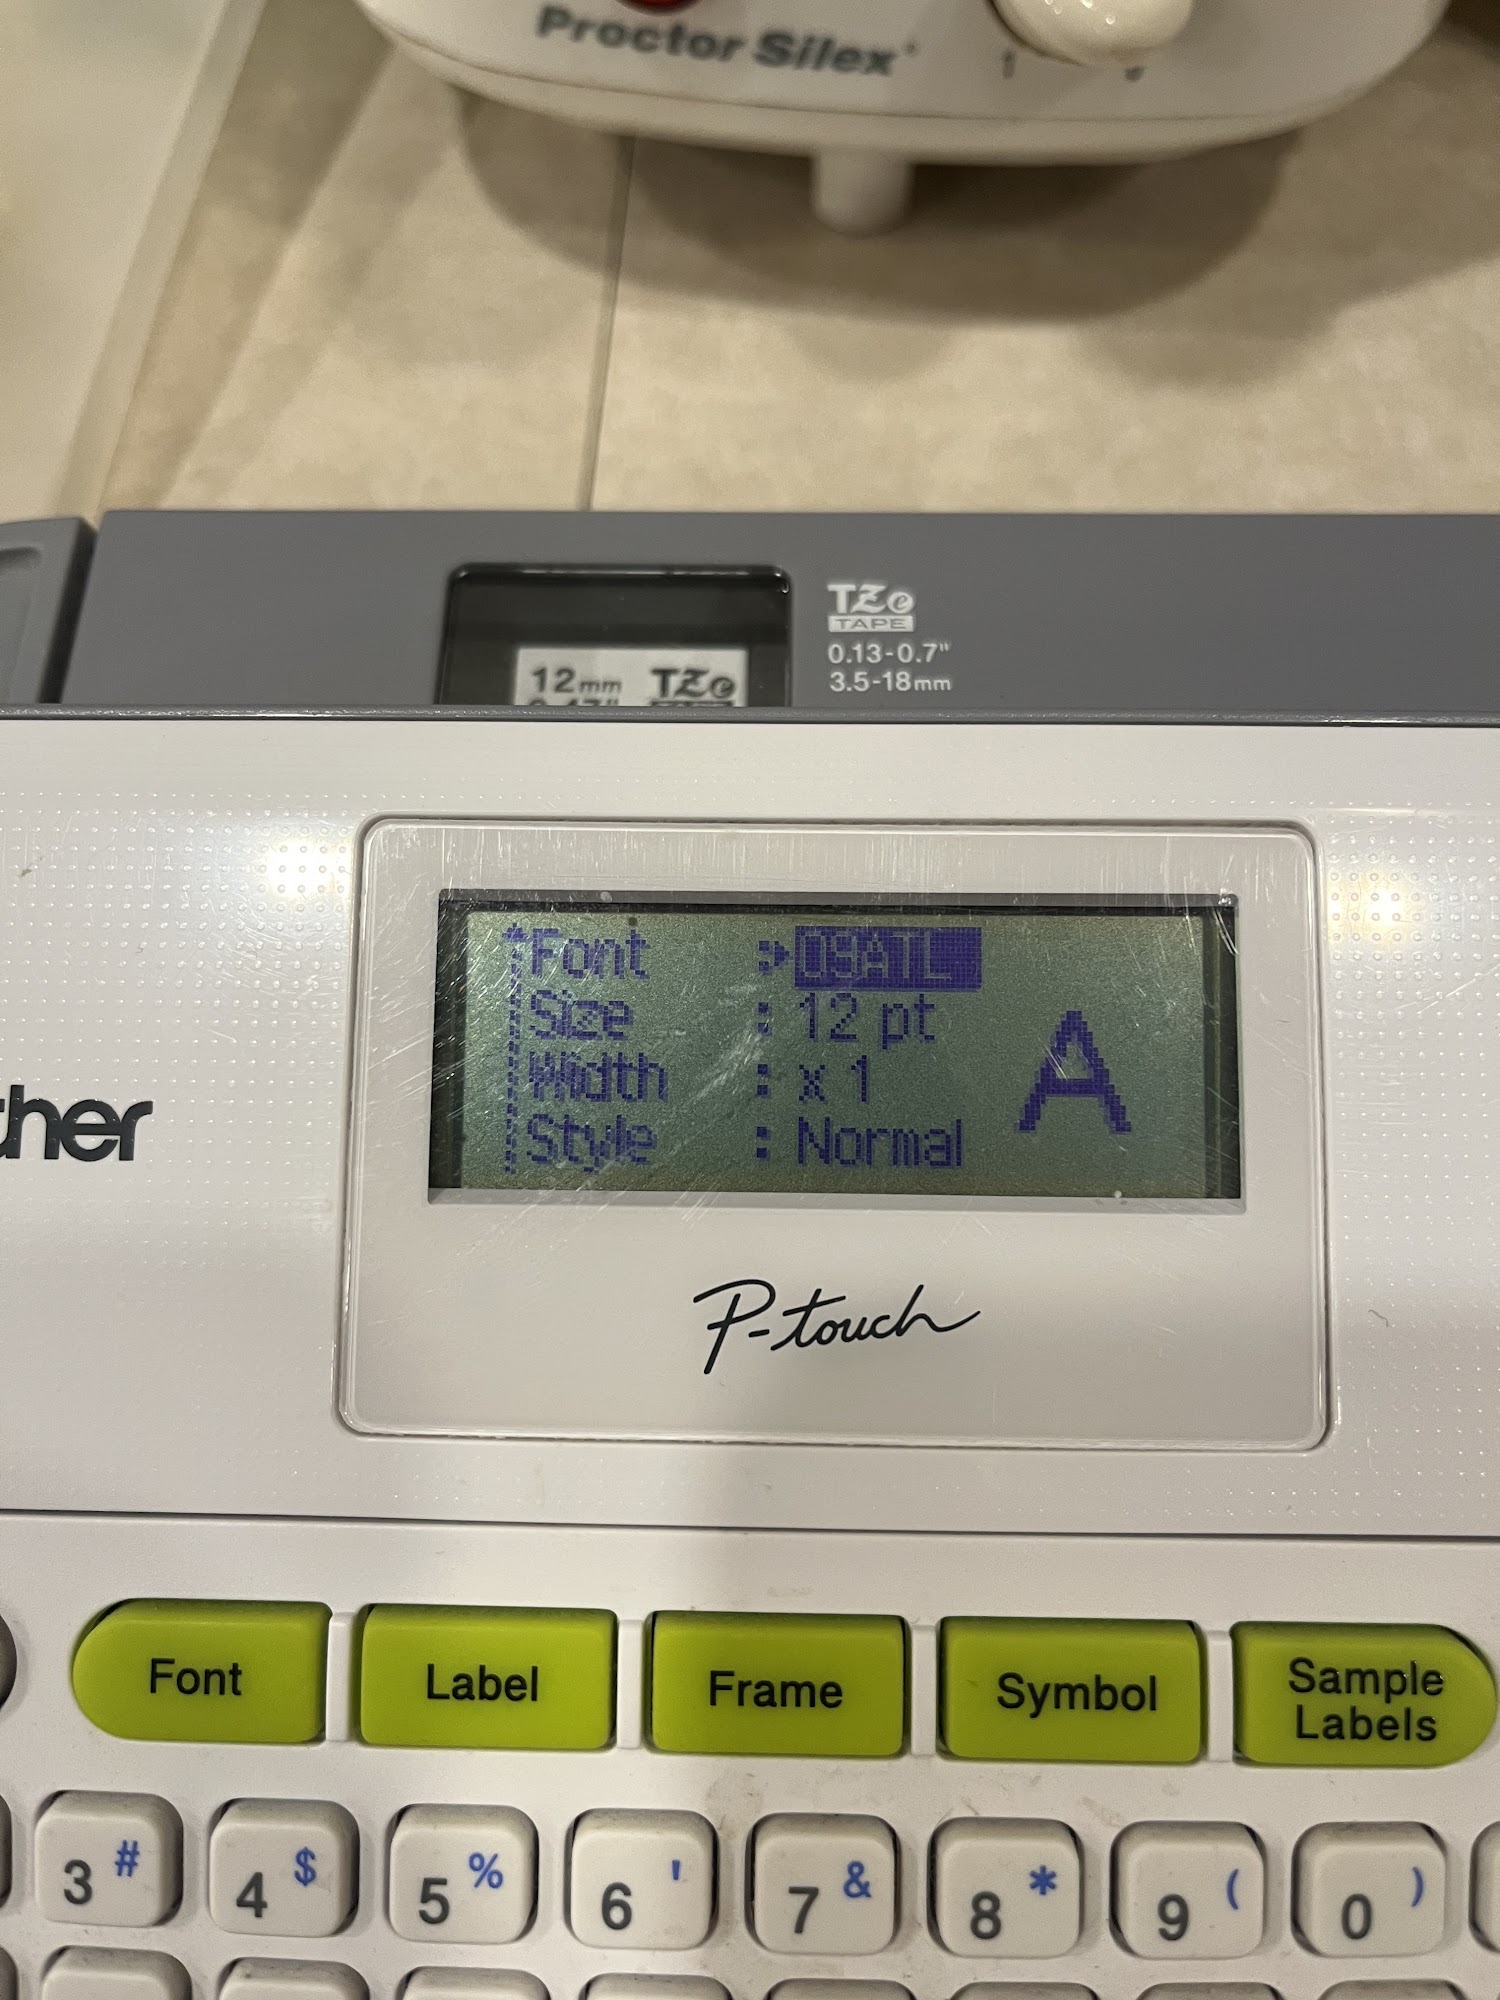 Proctor Silex
1
TZe
TAPE
0.13-0.7"
3.5-18mm
12mm TZe
Font
Size : 12 pt
Width : x 1
Style : Normal
A
ther
P-touch
Font Label Frame Symbol Sample Labels
3 # 4 $ 5 % 6 ' 7 & 8 * 9 ( 0 )